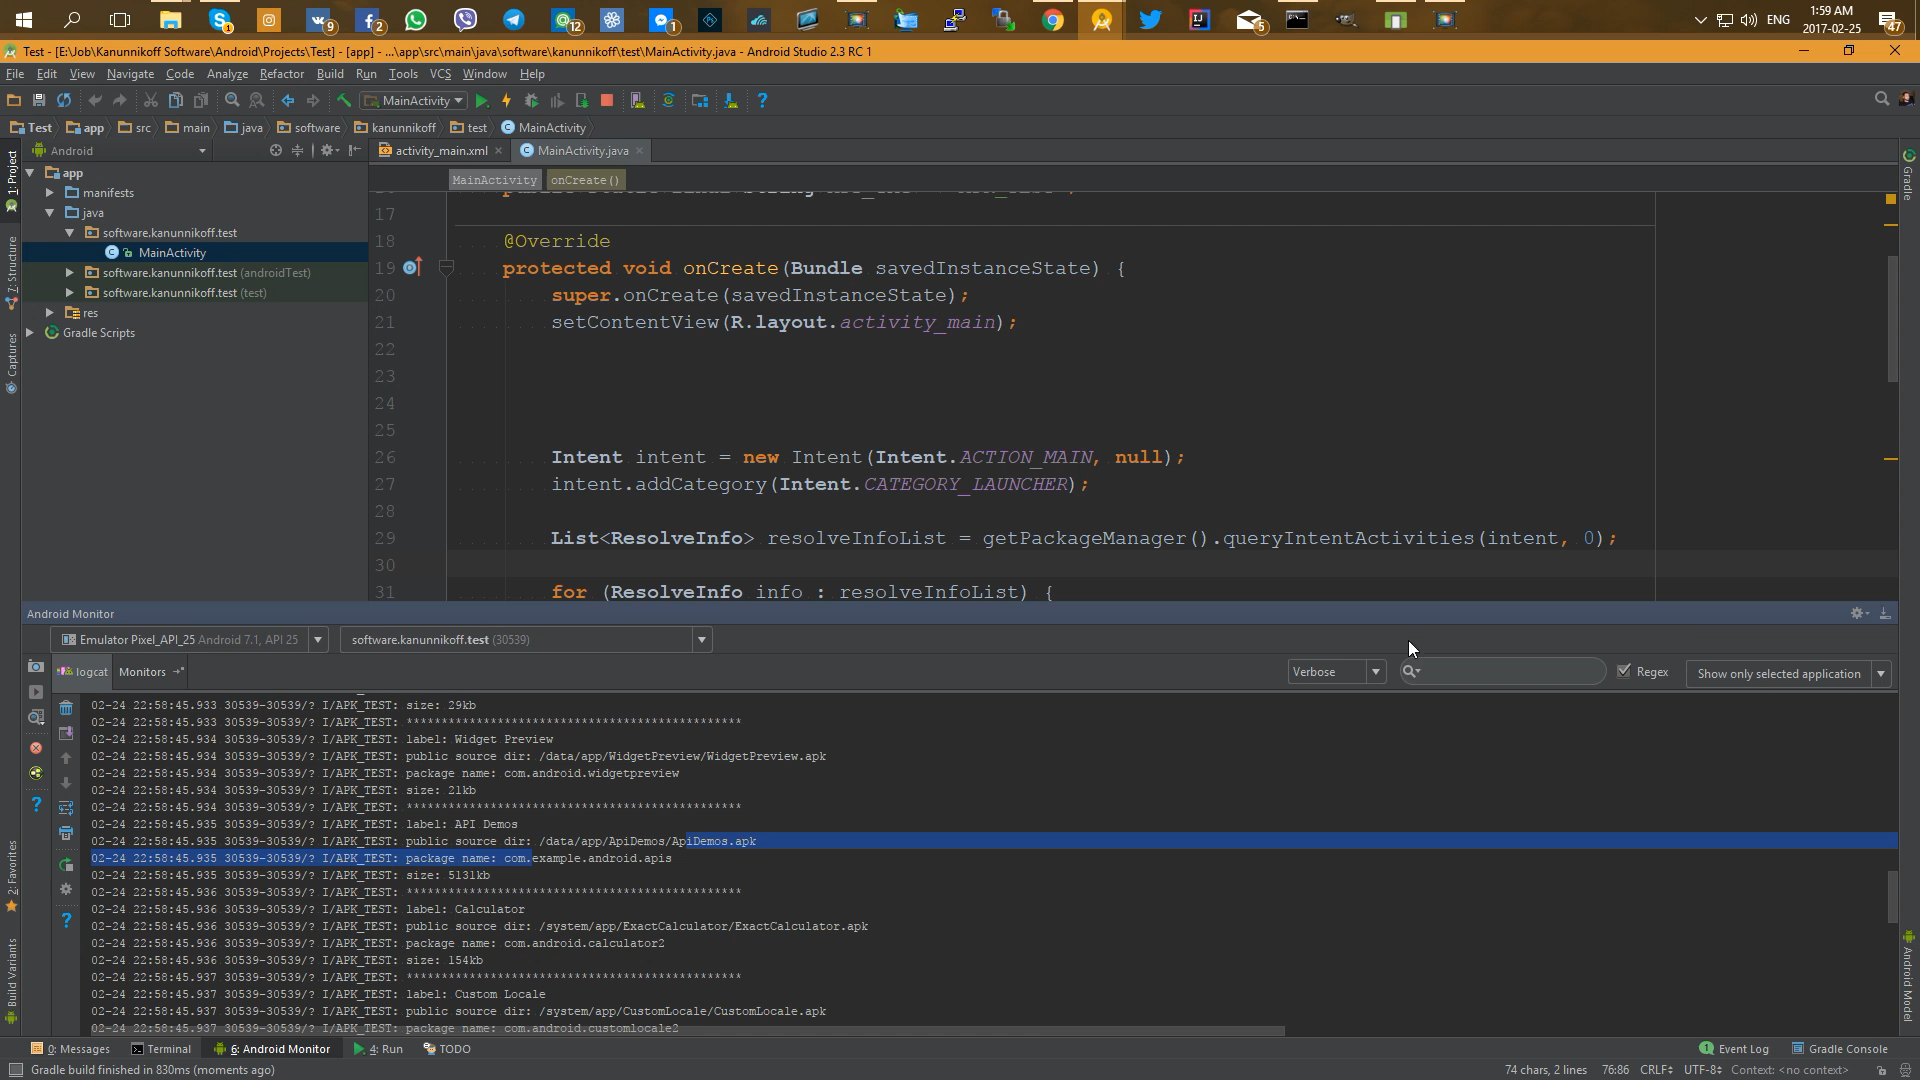 1
9
2
12
1
5
ENG
1:59 AM
2017-02-25
47
Test - [E:\Job\Kanunnikoff Software\Android\Projects\Test] - [app] - ...\app\src\main\java\software\kanunnikoff\test\MainActivity.java - Android Studio 2.3 RC 1
File Edit View Navigate Code Analyze Refactor Build Run Tools VCS Window Help
MainActivity
Test app src main java software kanunnikoff test MainActivity
1: Project
7: Structure
Captures
2: Favorites
Build Variants
Android
app
manifests
java
software.kanunnikoff.test
MainActivity
software.kanunnikoff.test (androidTest)
software.kanunnikoff.test (test)
res
Gradle Scripts
activity_main.xml
MainActivity.java
MainActivity onCreate()
17
18 @Override
19 protected void onCreate(Bundle savedInstanceState) {
20 super.onCreate(savedInstanceState);
21 setContentView(R.layout.activity_main);
22
23
24
25
26 Intent intent = new Intent(Intent.ACTION_MAIN, null);
27 intent.addCategory(Intent.CATEGORY_LAUNCHER);
28
29 List<ResolveInfo> resolveInfoList = getPackageManager().queryIntentActivities(intent, 0);
30
31 for (ResolveInfo info : resolveInfoList) {
Gradle
Android Model
Android Monitor
Emulator Pixel_API_25 Android 7.1, API 25
software.kanunnikoff.test (30539)
logcat
Monitors
Verbose
Regex
Show only selected application
02-24 22:58:45.933 30539-30539/? I/APK_TEST: size: 29kb
02-24 22:58:45.933 30539-30539/? I/APK_TEST: ************************************************
02-24 22:58:45.934 30539-30539/? I/APK_TEST: label: Widget Preview
02-24 22:58:45.934 30539-30539/? I/APK_TEST: public source dir: /data/app/WidgetPreview/WidgetPreview.apk
02-24 22:58:45.934 30539-30539/? I/APK_TEST: package name: com.android.widgetpreview
02-24 22:58:45.934 30539-30539/? I/APK_TEST: size: 21kb
02-24 22:58:45.934 30539-30539/? I/APK_TEST: ************************************************
02-24 22:58:45.935 30539-30539/? I/APK_TEST: label: API Demos
02-24 22:58:45.935 30539-30539/? I/APK_TEST: public source dir: /data/app/ApiDemos/ApiDemos.apk
02-24 22:58:45.935 30539-30539/? I/APK_TEST: package name: com.example.android.apis
02-24 22:58:45.935 30539-30539/? I/APK_TEST: size: 5131kb
02-24 22:58:45.936 30539-30539/? I/APK_TEST: ************************************************
02-24 22:58:45.936 30539-30539/? I/APK_TEST: label: Calculator
02-24 22:58:45.936 30539-30539/? I/APK_TEST: public source dir: /system/app/ExactCalculator/ExactCalculator.apk
02-24 22:58:45.936 30539-30539/? I/APK_TEST: package name: com.android.calculator2
02-24 22:58:45.936 30539-30539/? I/APK_TEST: size: 154kb
02-24 22:58:45.937 30539-30539/? I/APK_TEST: ************************************************
02-24 22:58:45.937 30539-30539/? I/APK_TEST: label: Custom Locale
02-24 22:58:45.937 30539-30539/? I/APK_TEST: public source dir: /system/app/CustomLocale/CustomLocale.apk
02-24 22:58:45.937 30539-30539/? I/APK_TEST: package name: com.android.customlocale2
0: Messages
Terminal
6: Android Monitor
4: Run
TODO
1 Event Log
Gradle Console
Gradle build finished in 830ms (moments ago)
74 chars, 2 lines 76:86 CRLF UTF-8 Context: <no context>